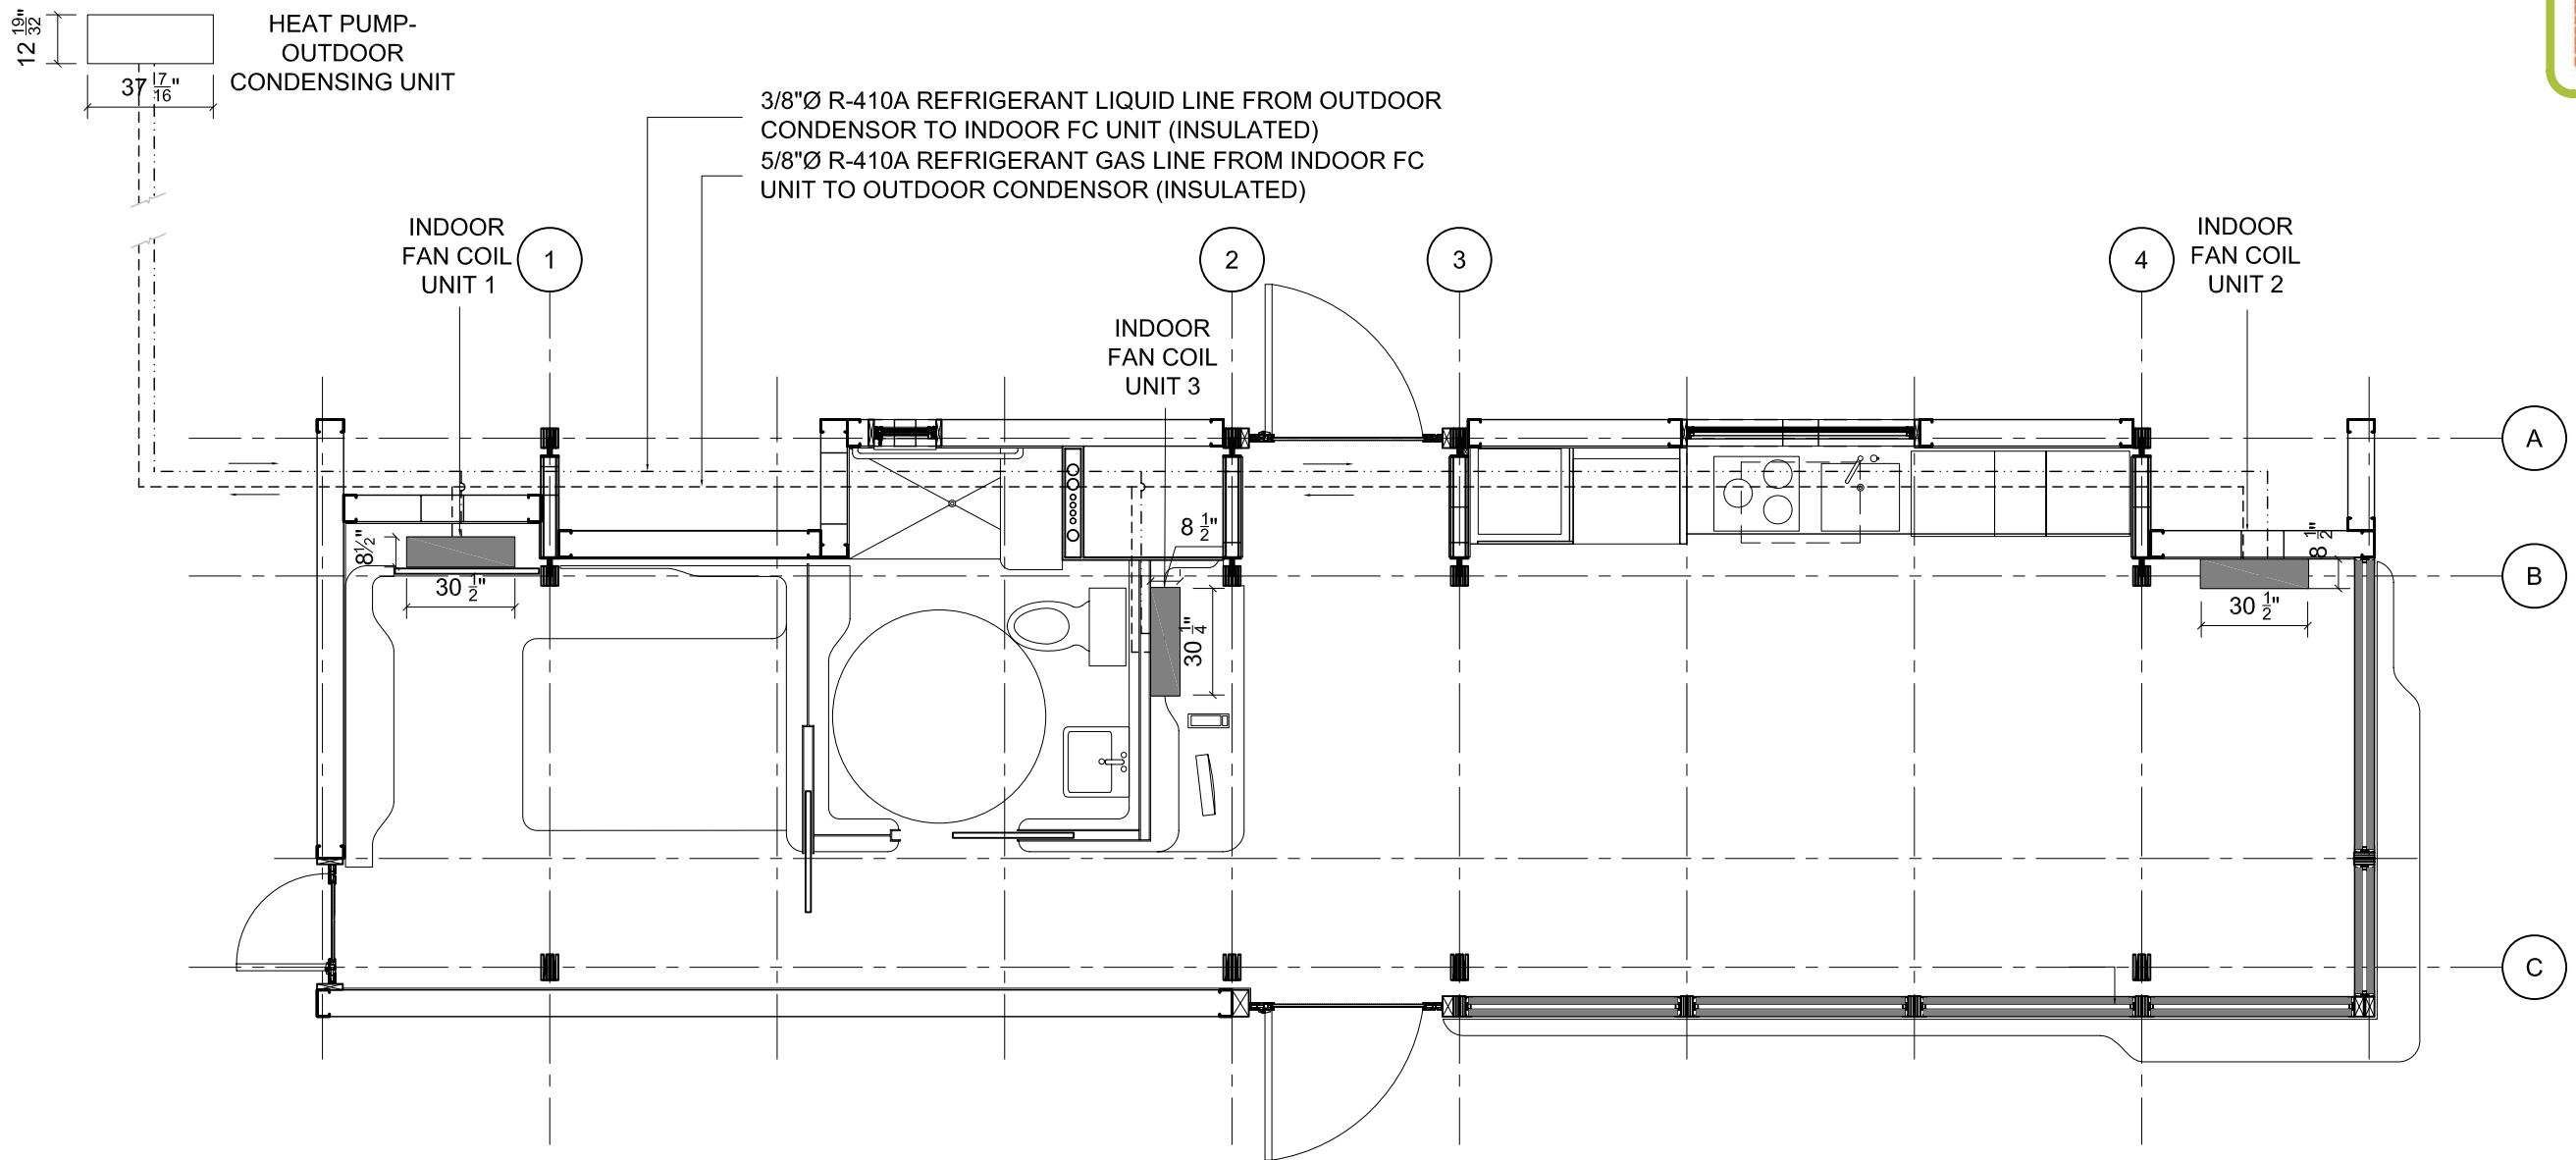 12 19/32"
HEAT PUMP-
OUTDOOR
CONDENSING UNIT
37 17/16"
3/8"Ø R-410A REFRIGERANT LIQUID LINE FROM OUTDOOR
CONDENSOR TO INDOOR FC UNIT (INSULATED)
5/8"Ø R-410A REFRIGERANT GAS LINE FROM INDOOR FC
UNIT TO OUTDOOR CONDENSOR (INSULATED)
INDOOR
FAN COIL
UNIT 1
1
2
3
4
INDOOR
FAN COIL
UNIT 2
INDOOR
FAN COIL
UNIT 3
A
8 1/2"
30 1/2"
8 1/2"
30 1/4"
8 1/2"
30 1/2"
B
C